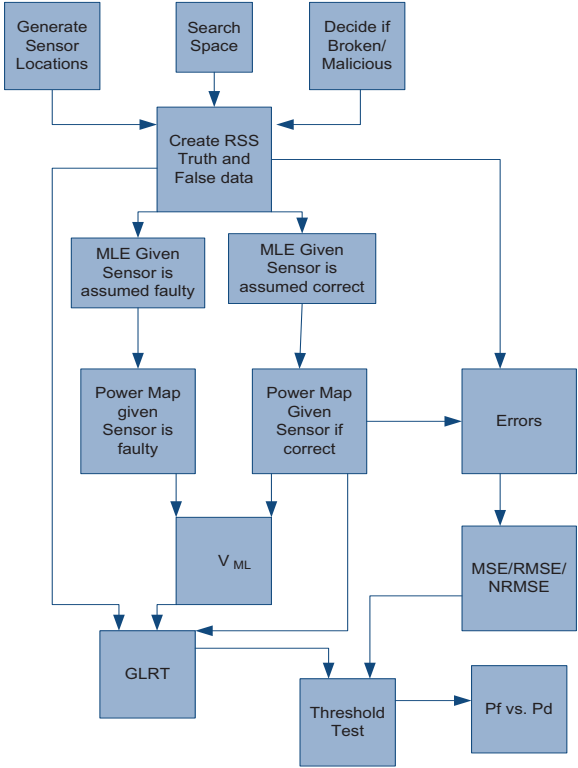 Generate
Sensor
Locations
Search
Space
Decide if
Broken/
Malicious
Create RSS
Truth and
False data
MLE Given
Sensor is
assumed faulty
MLE Given
Sensor is
assumed correct
Power Map
given
Sensor is
faulty
Power Map
Given
Sensor if
correct
Errors
V ML
MSE/RMSE/
NRMSE
GLRT
Threshold
Test
Pf vs. Pd